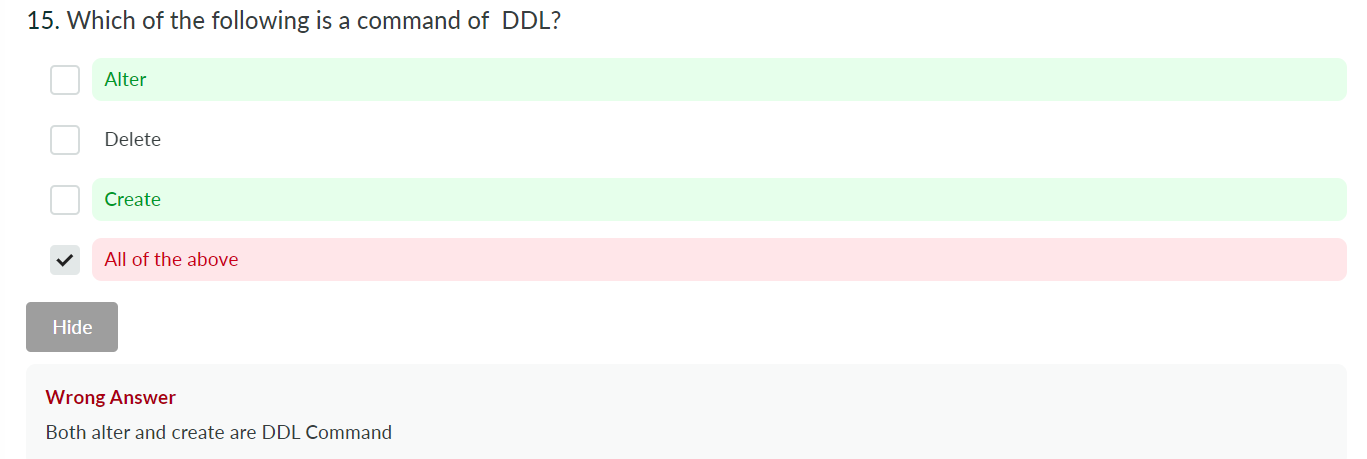 15. Which of the following is a command of DDL?
Alter
Delete
Create
All of the above
Hide
Wrong Answer
Both alter and create are DDL Command